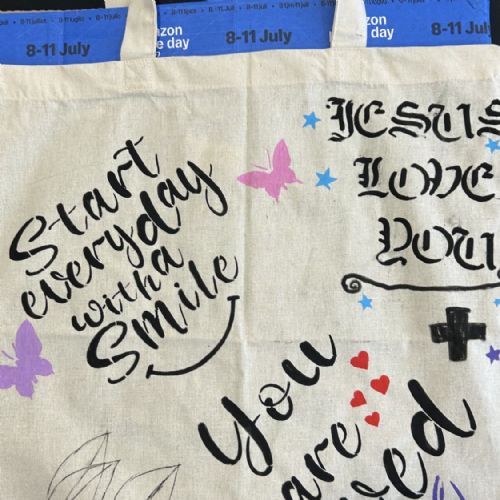 8-11 July
azon
e day
8-11 July
8-11 July
Start
everyday
with a
Smile
JESUS
LOVE
YOU
You
are